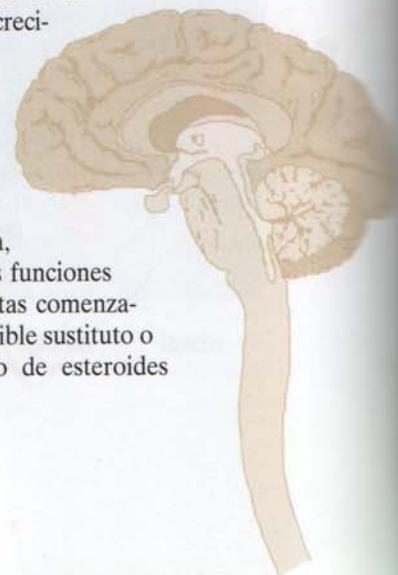 creci-
s funciones
tas comenza-
ible sustituto o
o de esteroides